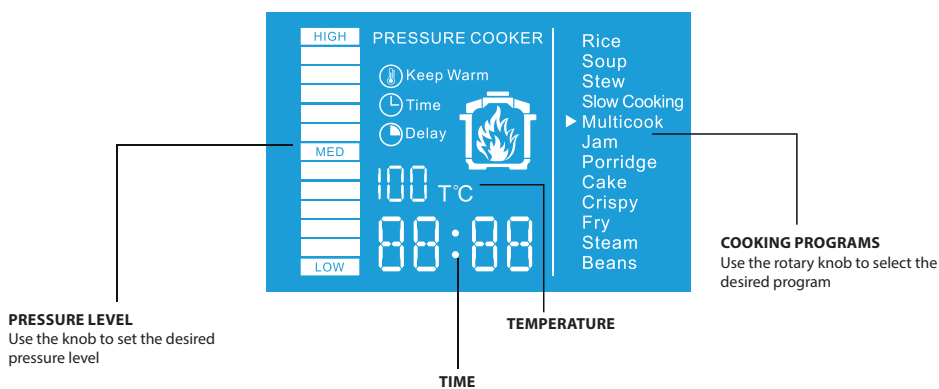 HIGH
MED
LOW
PRESSURE COOKER
Keep Warm
Time
Delay
100 T°C
88:88
Rice
Soup
Stew
Slow Cooking
Multicook
Jam
Porridge
Cake
Crispy
Fry
Steam
Beans
PRESSURE LEVEL
Use the knob to set the desired
pressure level
TEMPERATURE
TIME
COOKING PROGRAMS
Use the rotary knob to select the
desired program